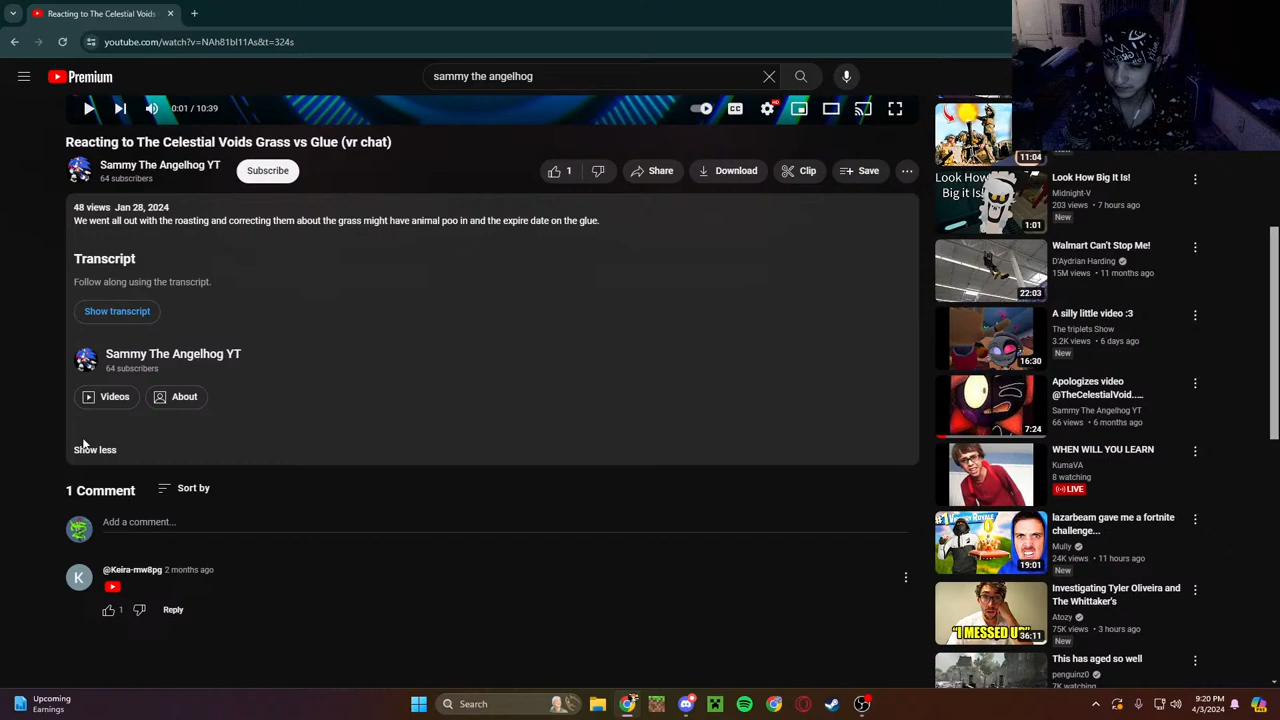 Reacting to The Celestial Voids
youtube.com/watch?v=NAh81bl11As&t=324s
Premium
sammy the angelhog
0:01 / 10:39
CC
HD
Reacting to The Celestial Voids Grass vs Glue (vr chat)
Sammy The Angelhog YT
64 subscribers
Subscribe
1
Share
Download
Clip
Save
48 views Jan 28, 2024
We went all out with the roasting and correcting them about the grass might have animal poo in and the expire date on the glue.
Transcript
Follow along using the transcript.
Show transcript
Sammy The Angelhog YT
64 subscribers
Videos
About
Show less
1 Comment
Sort by
Add a comment...
K
@Keira-mw8pg 2 months ago
1
Reply
11:04
New
Look How Big it Is!
1:01
Look How Big It Is!
Midnight-V
203 views • 7 hours ago
New
22:03
Walmart Can't Stop Me!
D'Aydrian Harding
15M views • 11 months ago
16:30
A silly little video :3
The triplets Show
3.2K views • 6 days ago
New
7:24
Apologizes video
@TheCelestialVoid.…
Sammy The Angelhog YT
66 views • 6 months ago
WHEN WILL YOU LEARN
KumaVA
8 watching
LIVE
#1 VICTORY ROYALE
19:01
lazarbeam gave me a fortnite
challenge...
Mully
24K views • 11 hours ago
New
"I MESSED UP"
36:11
Investigating Tyler Oliveira and
The Whittaker's
Atozy
75K views • 3 hours ago
New
This has aged so well
penguinz0
7K watching
Upcoming
Earnings
Search
9:20 PM
4/3/2024